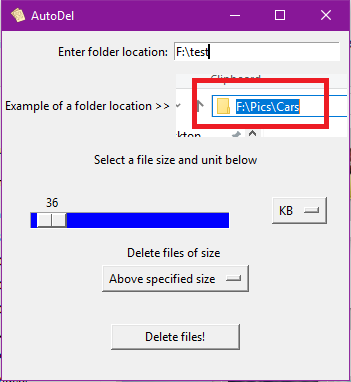 AutoDel
Enter folder location: F:\test
Clipboard
Example of a folder location >> F:\Pics\Cars
Select a file size and unit below
36
KB
Delete files of size
Above specified size
Delete files!